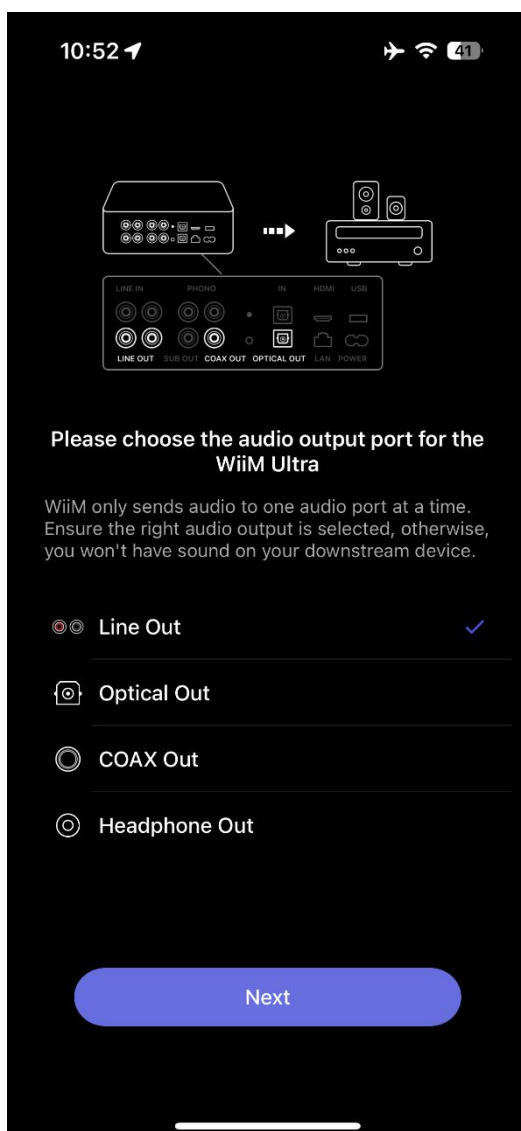 10:52
41
LINE IN PHONO IN HDMI USB
LINE OUT SUB OUT COAX OUT OPTICAL OUT LAN POWER
Please choose the audio output port for the
WiiM Ultra
WiiM only sends audio to one audio port at a time.
Ensure the right audio output is selected, otherwise,
you won't have sound on your downstream device.
Line Out
Optical Out
COAX Out
Headphone Out
Next